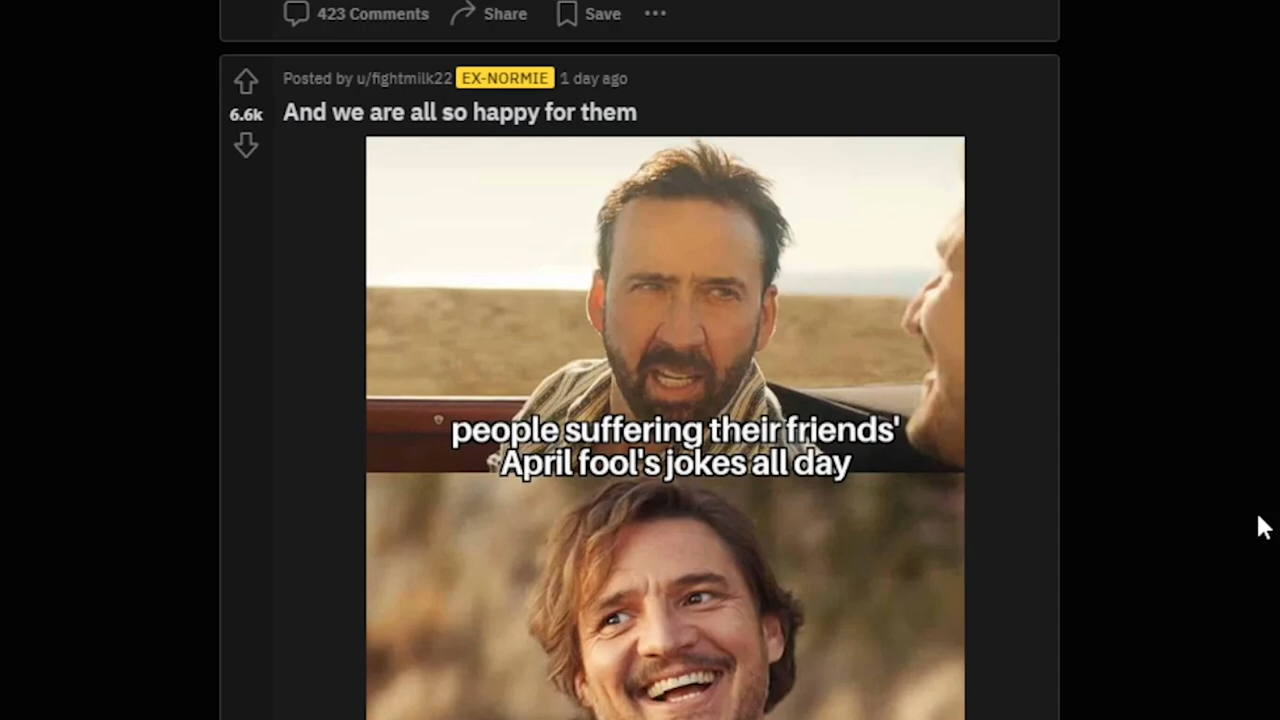 423 Comments Share Save
Posted by u/fightmilk22 EX-NORMIE 1 day ago
6.6k
And we are all so happy for them
people suffering their friends'
April fool's jokes all day